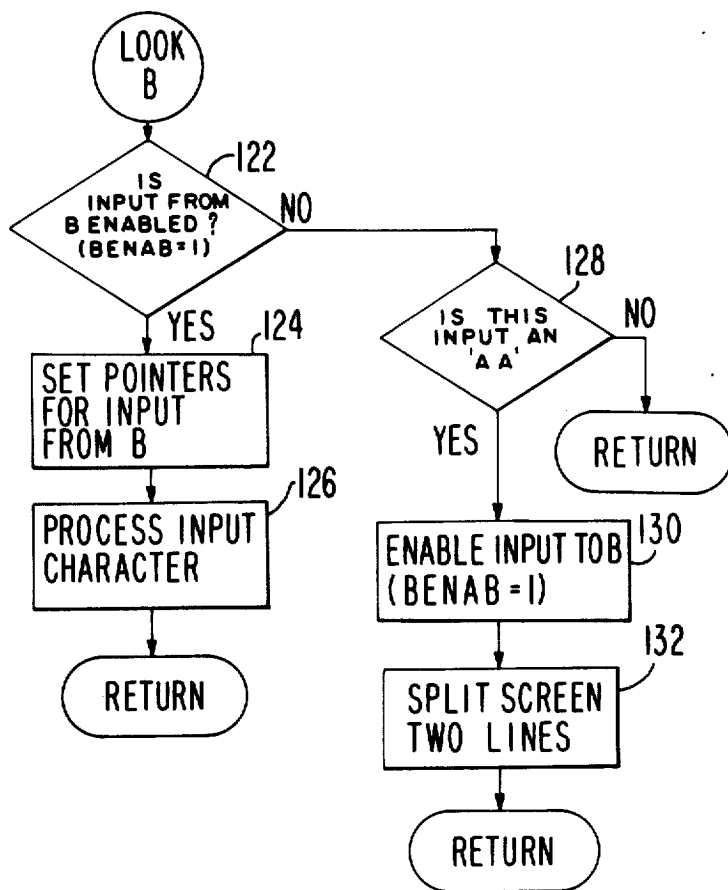 LOOK
B
122
IS
INPUT FROM
B ENABLED ?
(BENAB=1)
NO
YES
124
SET POINTERS
FOR INPUT
FROM B
126
PROCESS INPUT
CHARACTER
RETURN
128
IS THIS
INPUT AN
'AA'
NO
RETURN
YES
130
ENABLE INPUT TO B
(BENAB=1)
132
SPLIT SCREEN
TWO LINES
RETURN